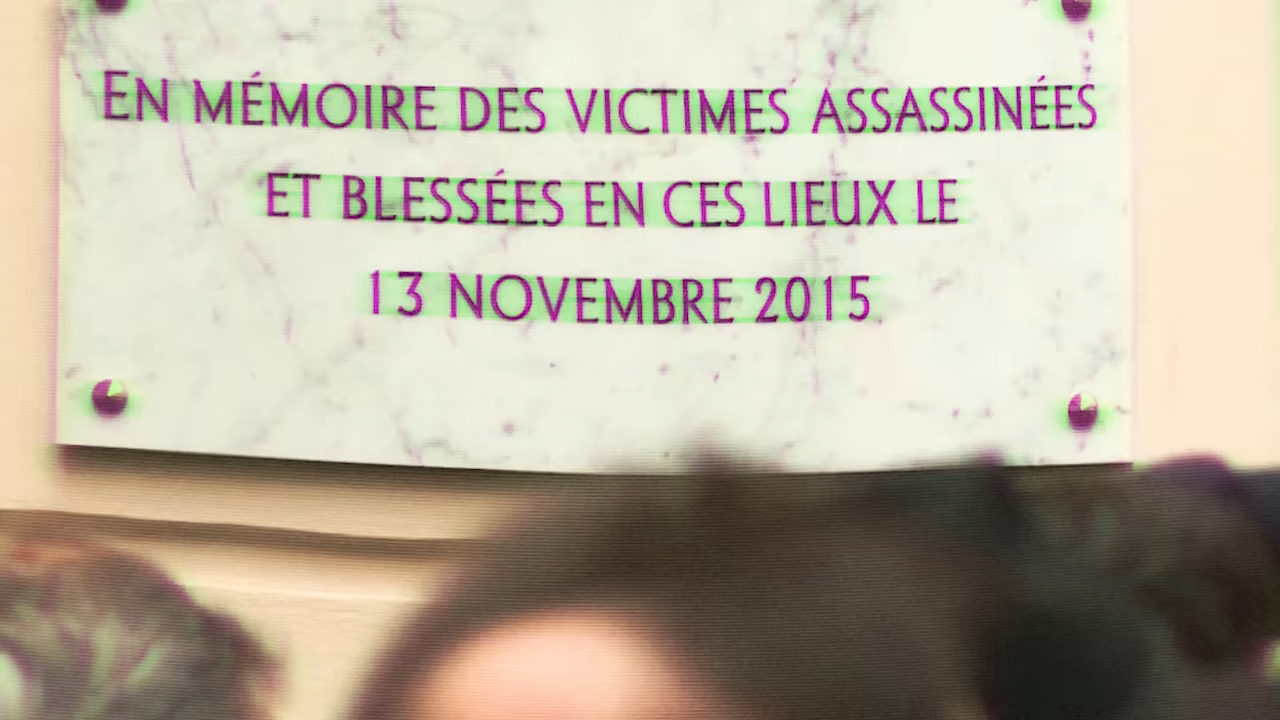 EN MÉMOIRE DES VICTIMES ASSASSINÉES
ET BLESSÉES EN CES LIEUX LE
13 NOVEMBRE 2015